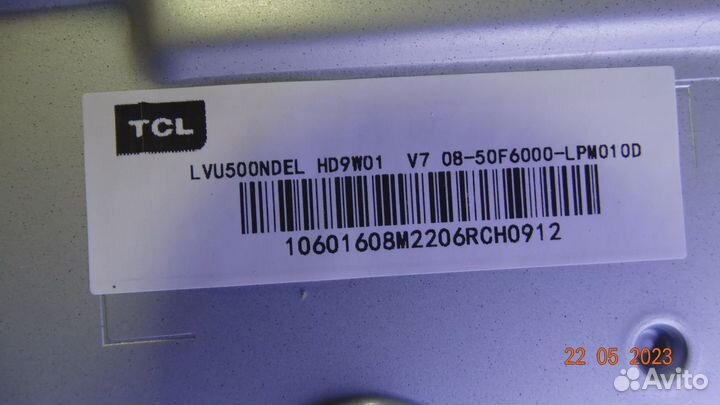 TCL
LVU500NDEL HD9W01 V7 08-50F6000-LPM010D
10601608M2206RCH0912
22 05 2023
Avito